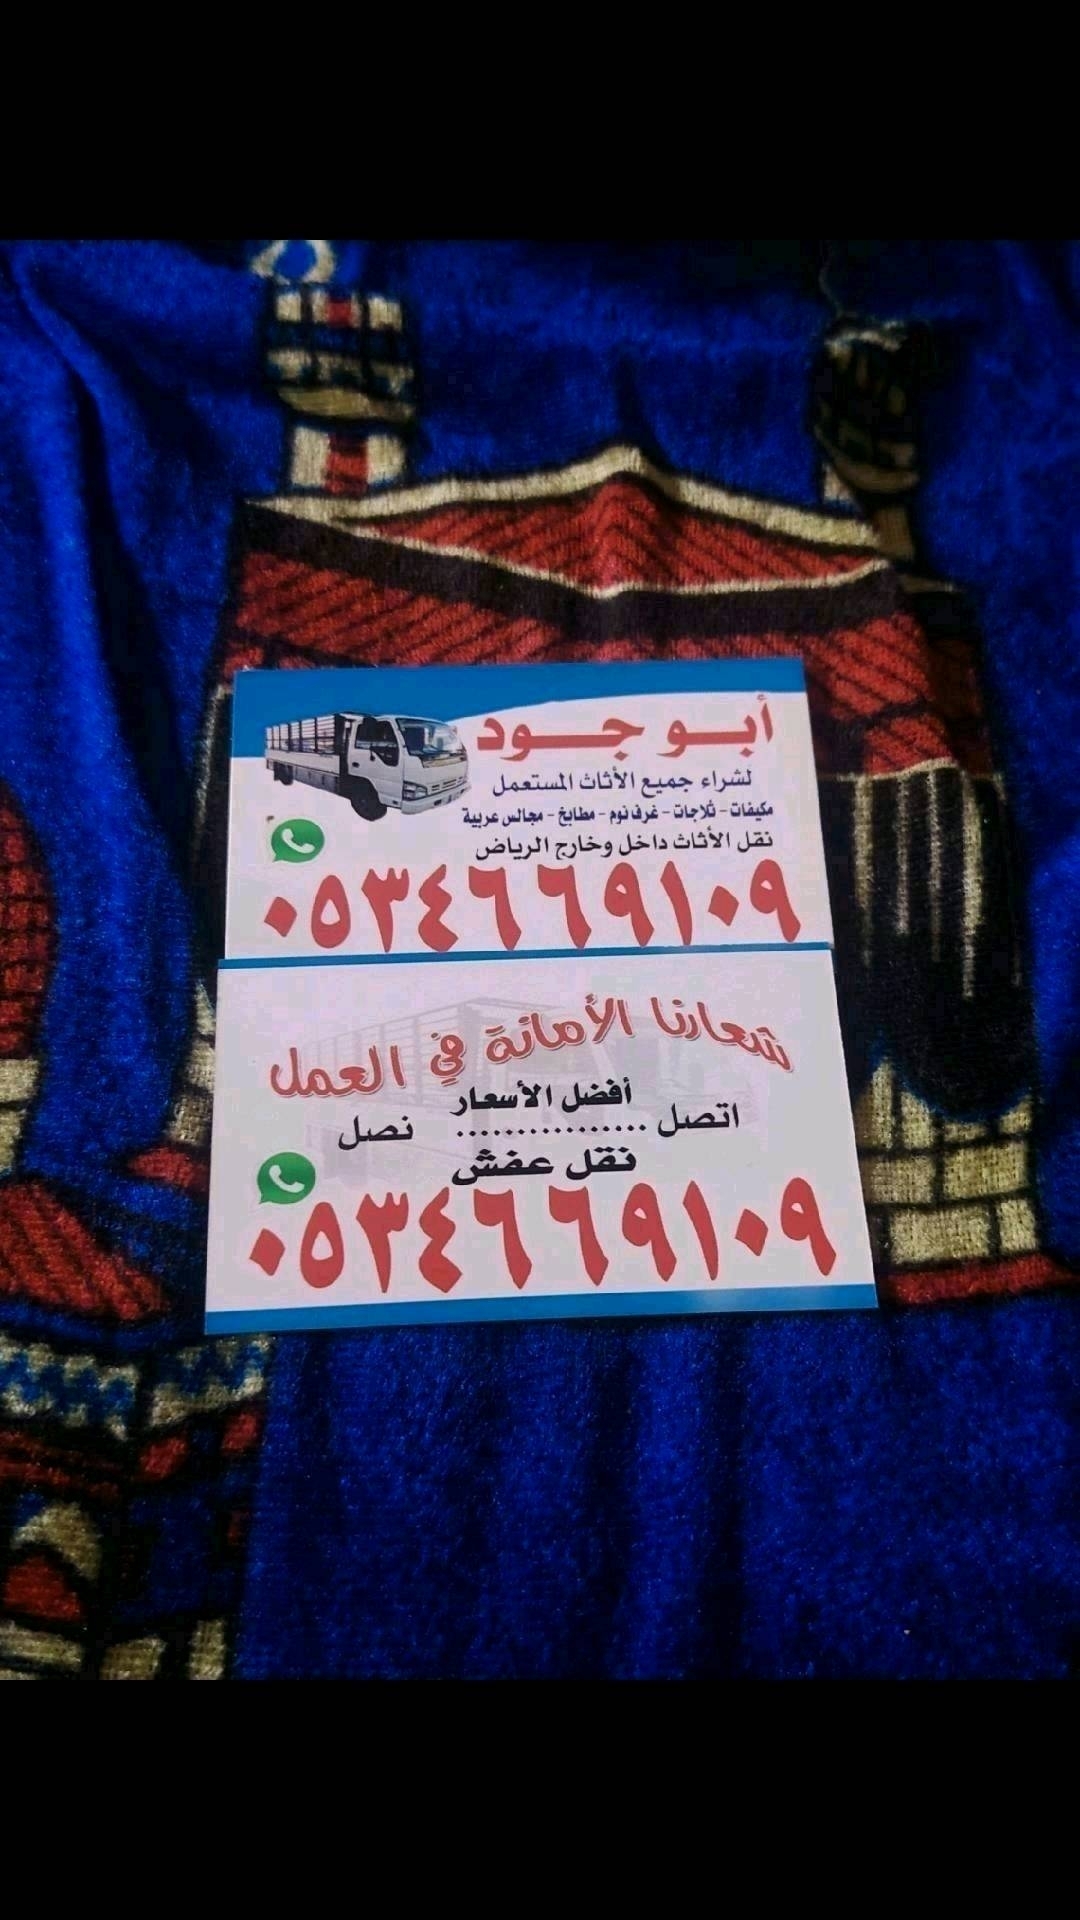 أبو جود
لشراء جميع الأثاث المستعمل
مكيفات - ثلاجات - غرف نوم - مطابخ - مجالس عربية
نقل الأثاث داخل وخارج الرياض
٠٥٣٤٦٦٩١٠٩
شعارنا الأمانة في العمل
أفضل الأسعار
اتصل ................ نصل
نقل عفش
٠٥٣٤٦٦٩١٠٩